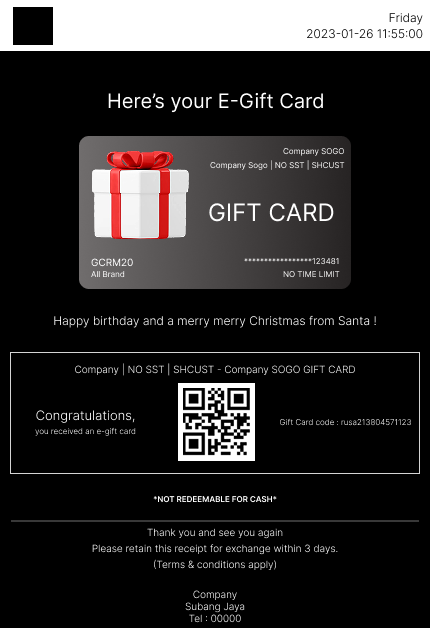 Friday
2023-01-26 11:55:00
Here’s your E-Gift Card
Company SOGO
Company Sogo | NO SST | SHCUST
GIFT CARD
GCRM20
All Brand
*****************123481
NO TIME LIMIT
Happy birthday and a merry merry Christmas from Santa !
Company | NO SST | SHCUST - Company SOGO GIFT CARD
Congratulations,
you received an e-gift card
Gift Card code : rusa213804571123
*NOT REDEEMABLE FOR CASH*
Thank you and see you again
Please retain this receipt for exchange within 3 days.
(Terms & conditions apply)
Company
Subang Jaya
Tel : 00000